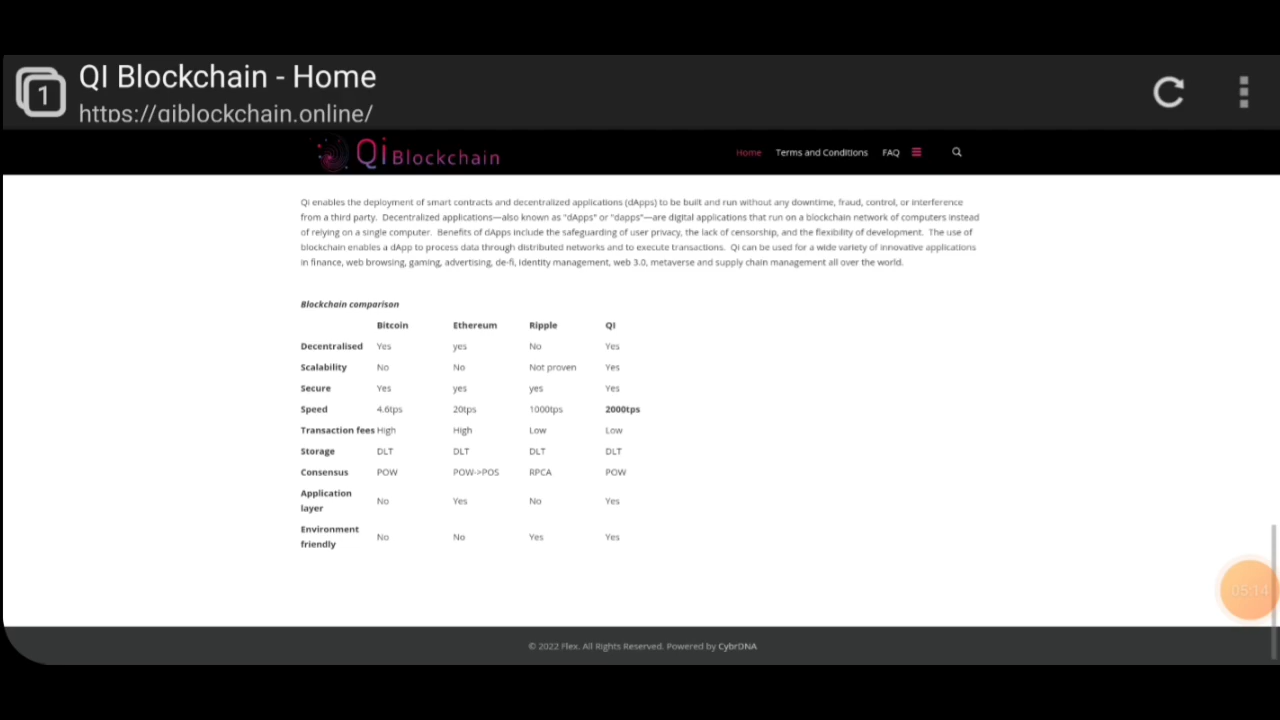 1
QI Blockchain - Home
https://qiblockchain.online/
Qi Blockchain
Home Terms and Conditions FAQ
Qi enables the deployment of smart contracts and decentralized applications (dApps) to be built and run without any downtime, fraud, control, or interference
from a third party. Decentralized applications—also known as "dApps" or "dapps"—are digital applications that run on a blockchain network of computers instead
of relying on a single computer. Benefits of dApps include the safeguarding of user privacy, the lack of censorship, and the flexibility of development. The use of
blockchain enables a dApp to process data through distributed networks and to execute transactions. Qi can be used for a wide variety of innovative applications
in finance, web browsing, gaming, advertising, de-fi, identity management, web 3.0, metaverse and supply chain management all over the world.
Blockchain comparison
Bitcoin Ethereum Ripple QI
Decentralised Yes yes No Yes
Scalability No No Not proven Yes
Secure Yes yes yes Yes
Speed 4.6tps 20tps 1000tps 2000tps
Transaction fees High High Low Low
Storage DLT DLT DLT DLT
Consensus POW POW->POS RPCA POW
Application
layer No Yes No Yes
Environment
friendly No No Yes Yes
05:14
© 2022 Flex. All Rights Reserved. Powered by CybrDNA